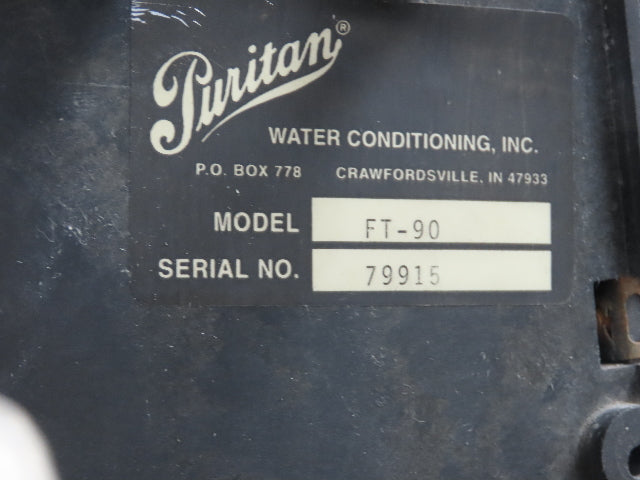 Puritan®
WATER CONDITIONING, INC.
P.O. BOX 778 CRAWFORDSVILLE, IN 47933
MODEL FT-90
SERIAL NO. 79915